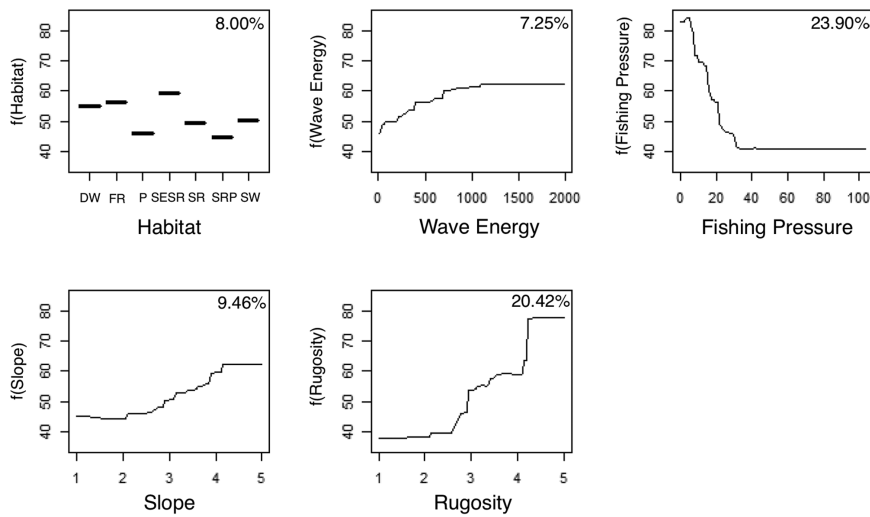 8.00%
f(Habitat)
80
70
60
50
40
DW FR P SESR SR SRP SW
Habitat
7.25%
f(Wave Energy)
80
70
60
50
40
0 500 1000 1500 2000
Wave Energy
23.90%
f(Fishing Pressure)
80
70
60
50
40
0 20 40 60 80 100
Fishing Pressure
9.46%
f(Slope)
80
70
60
50
40
1 2 3 4 5
Slope
20.42%
f(Rugosity)
80
70
60
50
40
1 2 3 4 5
Rugosity